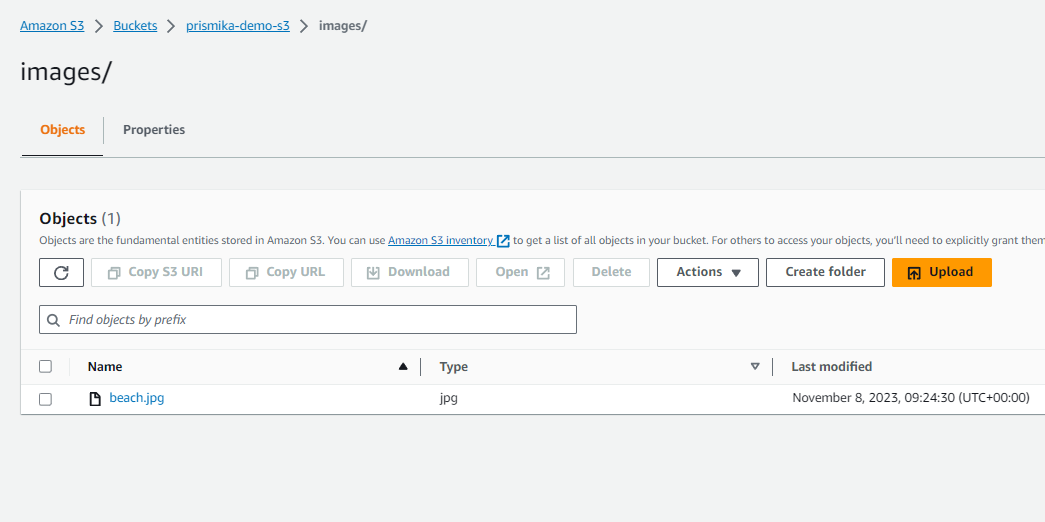 Amazon S3 > Buckets > prismika-demo-s3 > images/
images/
Objects Properties
Objects (1)
Objects are the fundamental entities stored in Amazon S3. You can use Amazon S3 inventory to get a list of all objects in your bucket. For others to access your objects, you'll need to explicitly grant them
Copy S3 URI Copy URL Download Open Delete Actions Create folder Upload
Find objects by prefix
Name Type Last modified
beach.jpg jpg November 8, 2023, 09:24:30 (UTC+00:00)